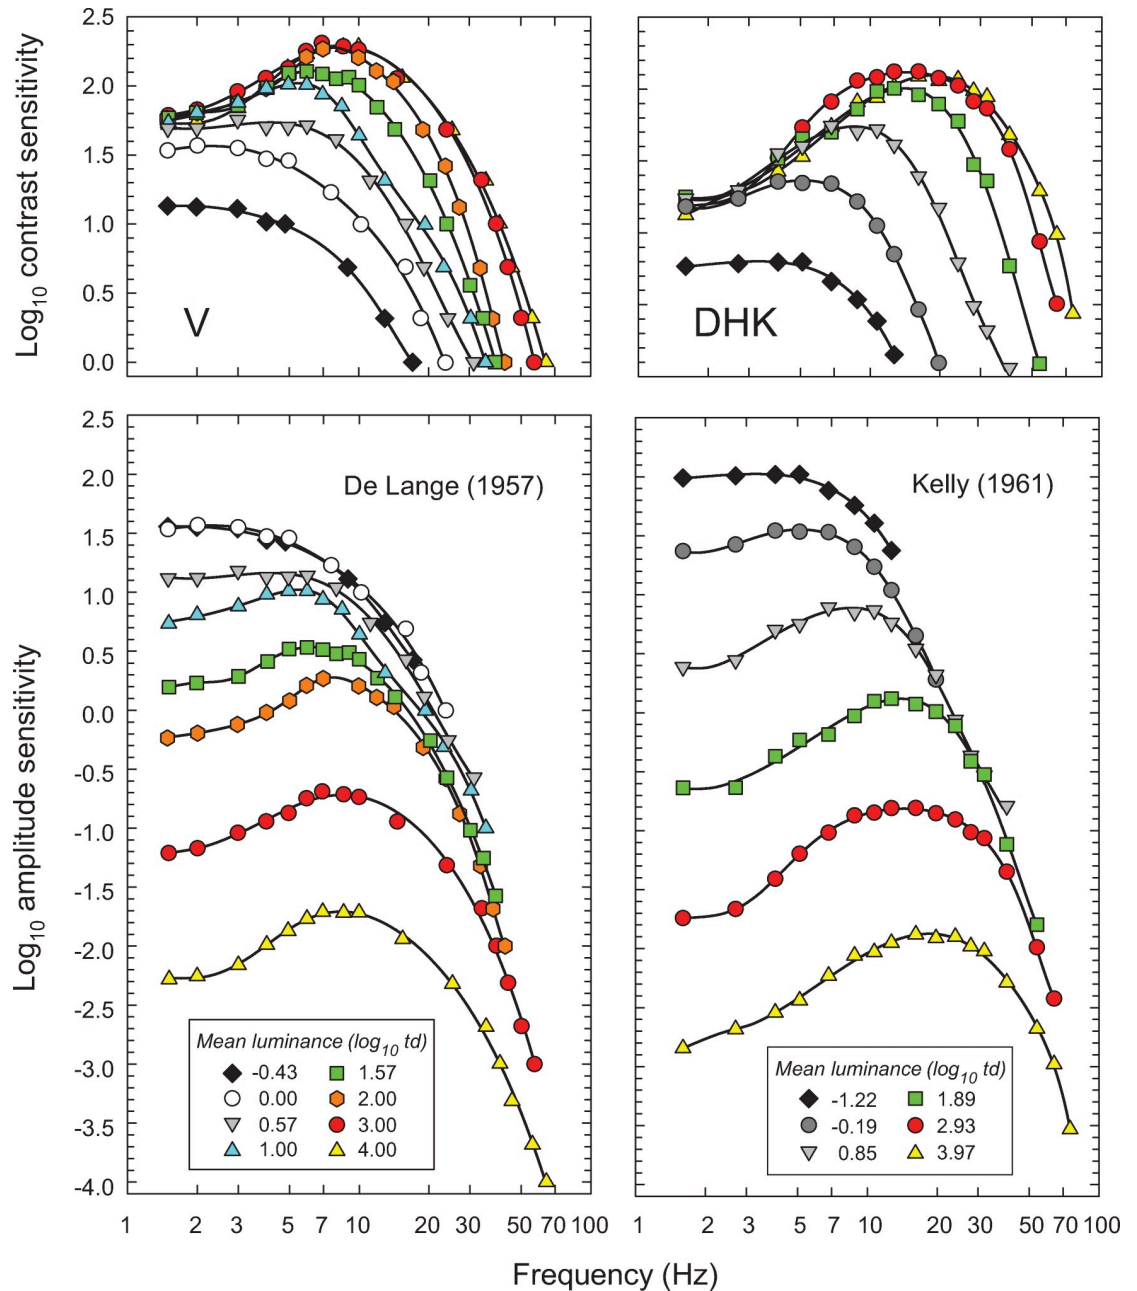 Log10 contrast sensitivity
2.5
2.0
1.5
1.0
0.5
0.0
V
DHK
Log10 amplitude sensitivity
2.5
2.0
1.5
1.0
0.5
0.0
-0.5
-1.0
-1.5
-2.0
-2.5
-3.0
-3.5
-4.0
De Lange (1957)
Kelly (1961)
Mean luminance (log10 td)
-0.43 1.57
0.00 2.00
0.57 3.00
1.00 4.00
Mean luminance (log10 td)
-1.22 1.89
-0.19 2.93
0.85 3.97
1 2 3 5 7 10 20 30 50 70 100
1 2 3 5 7 10 20 30 50 70 100
Frequency (Hz)